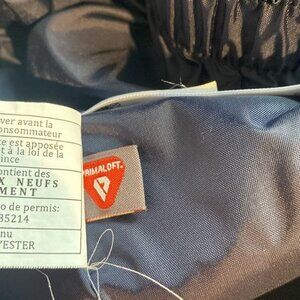 ver avant la
onsommateur
te est apposée
t à la loi de la
ince
contient des
X NEUFS
MENT
o de permis:
35214
nu
YESTER
PRIMALOFT